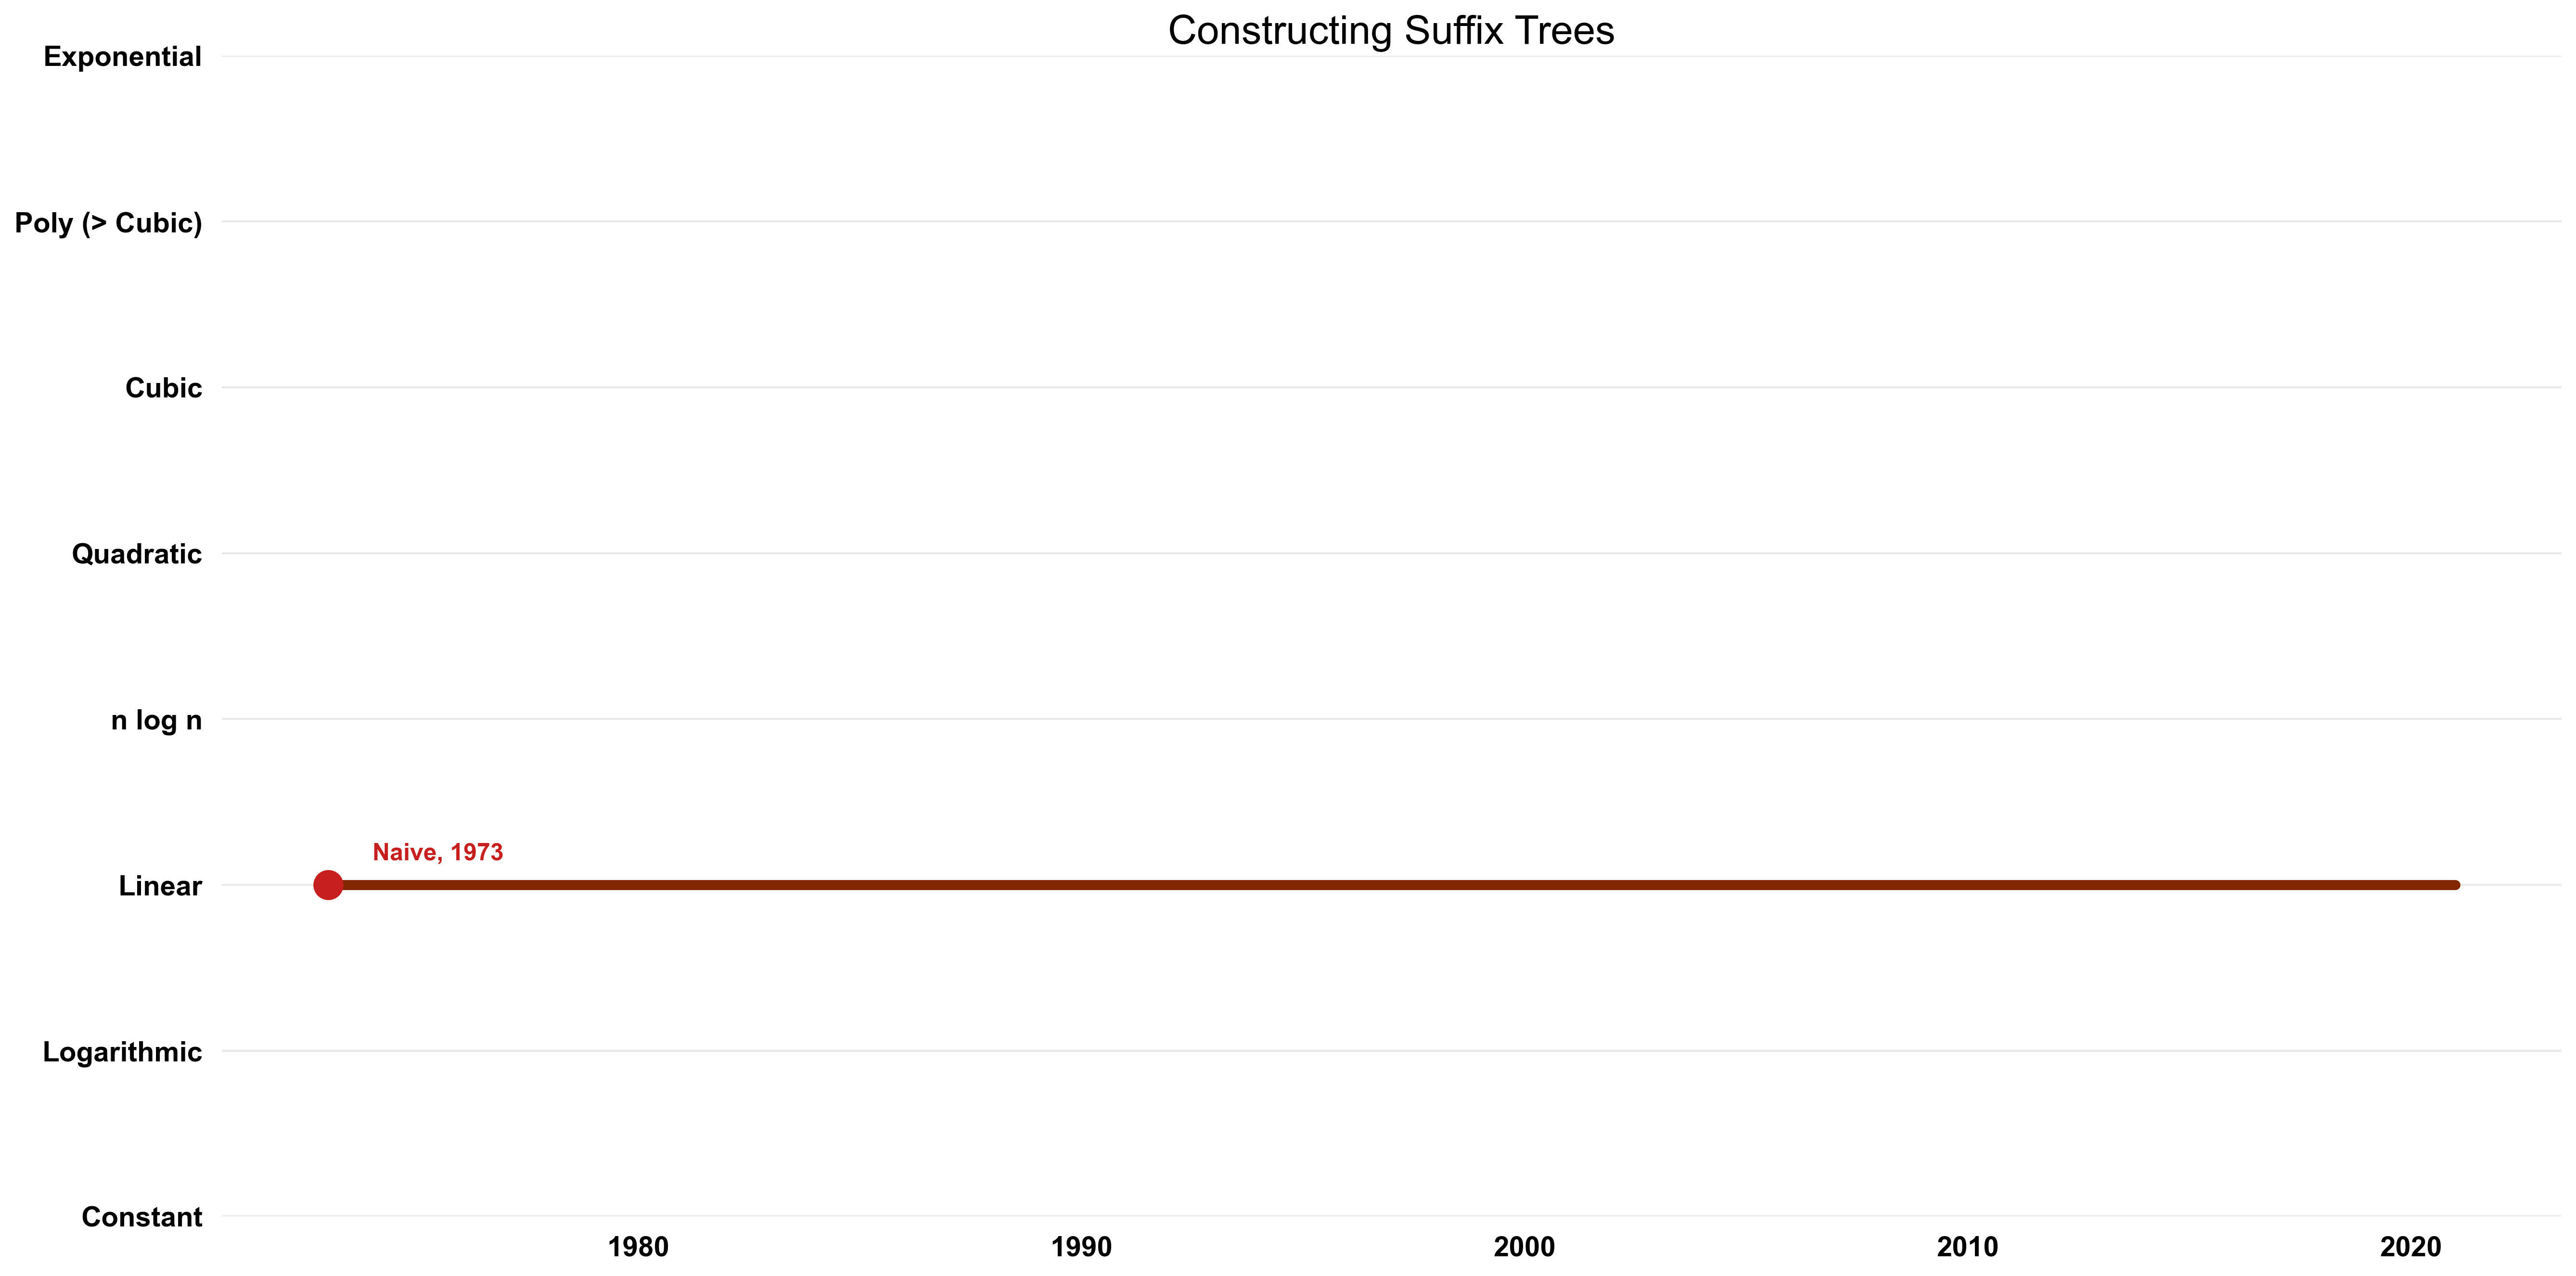 Constructing Suffix Trees
Exponential
Poly (> Cubic)
Cubic
Quadratic
n log n
Naive, 1973
Linear
Logarithmic
Constant
1980 1990 2000 2010 2020